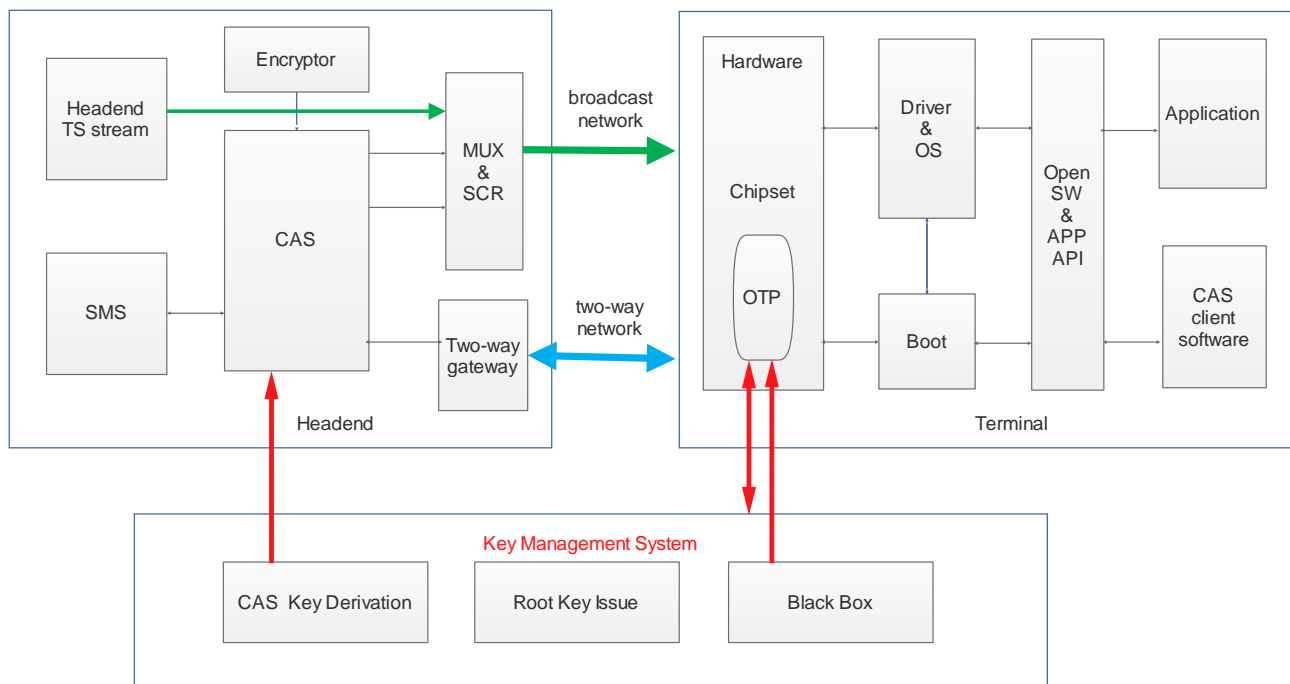 Encryptor
Headend
TS stream
MUX
&
SCR
CAS
SMS
Two-way
gateway
Headend
broadcast
network
two-way
network
Hardware
Chipset
OTP
Driver
&
OS
Boot
Open
SW
&
APP
API
Application
CAS
client
software
Terminal
Key Management System
CAS Key Derivation
Root Key Issue
Black Box